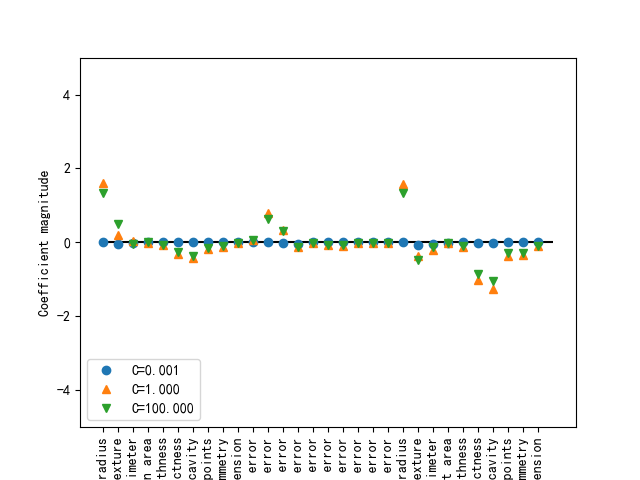 4
2
0
−2
−4
Coefficient magnitude
C=0.001
C=1.000
C=100.000
radius
exture
imeter
n area
thness
ctness
cavity
points
mmetry
ension
error
error
error
error
error
error
error
error
error
error
radius
exture
imeter
t area
thness
ctness
cavity
points
mmetry
ension